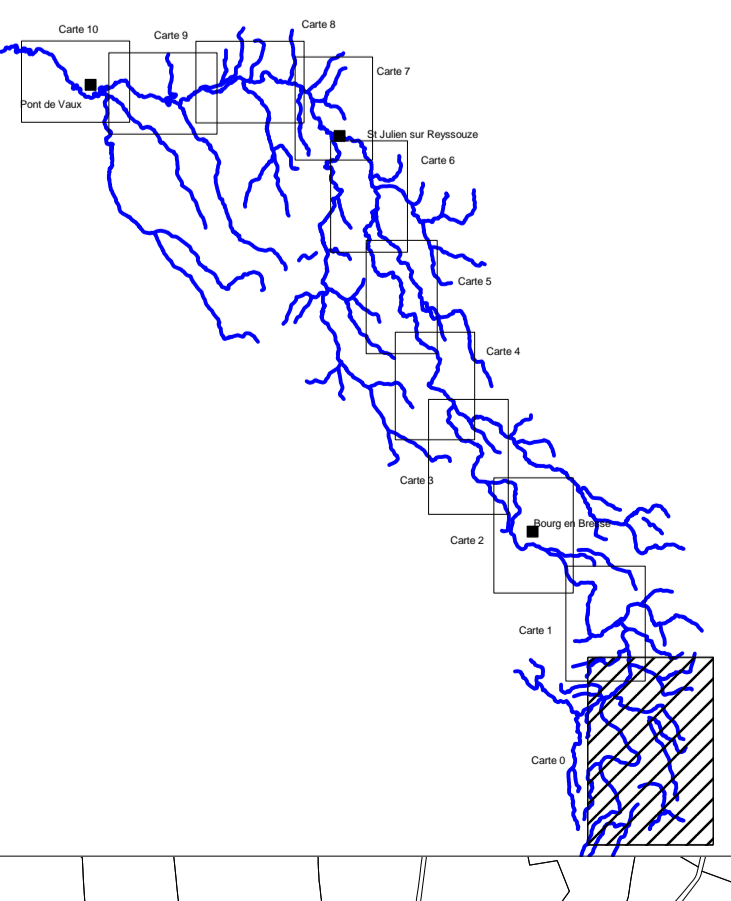 Carte 8
Carte 10
Carte 9
Carte 7
Pont de Vaux
St Julien sur Reyssouze
Carte 6
Carte 5
Carte 4
Carte 3
Bourg en Bresse
Carte 2
Carte 1
Carte 0